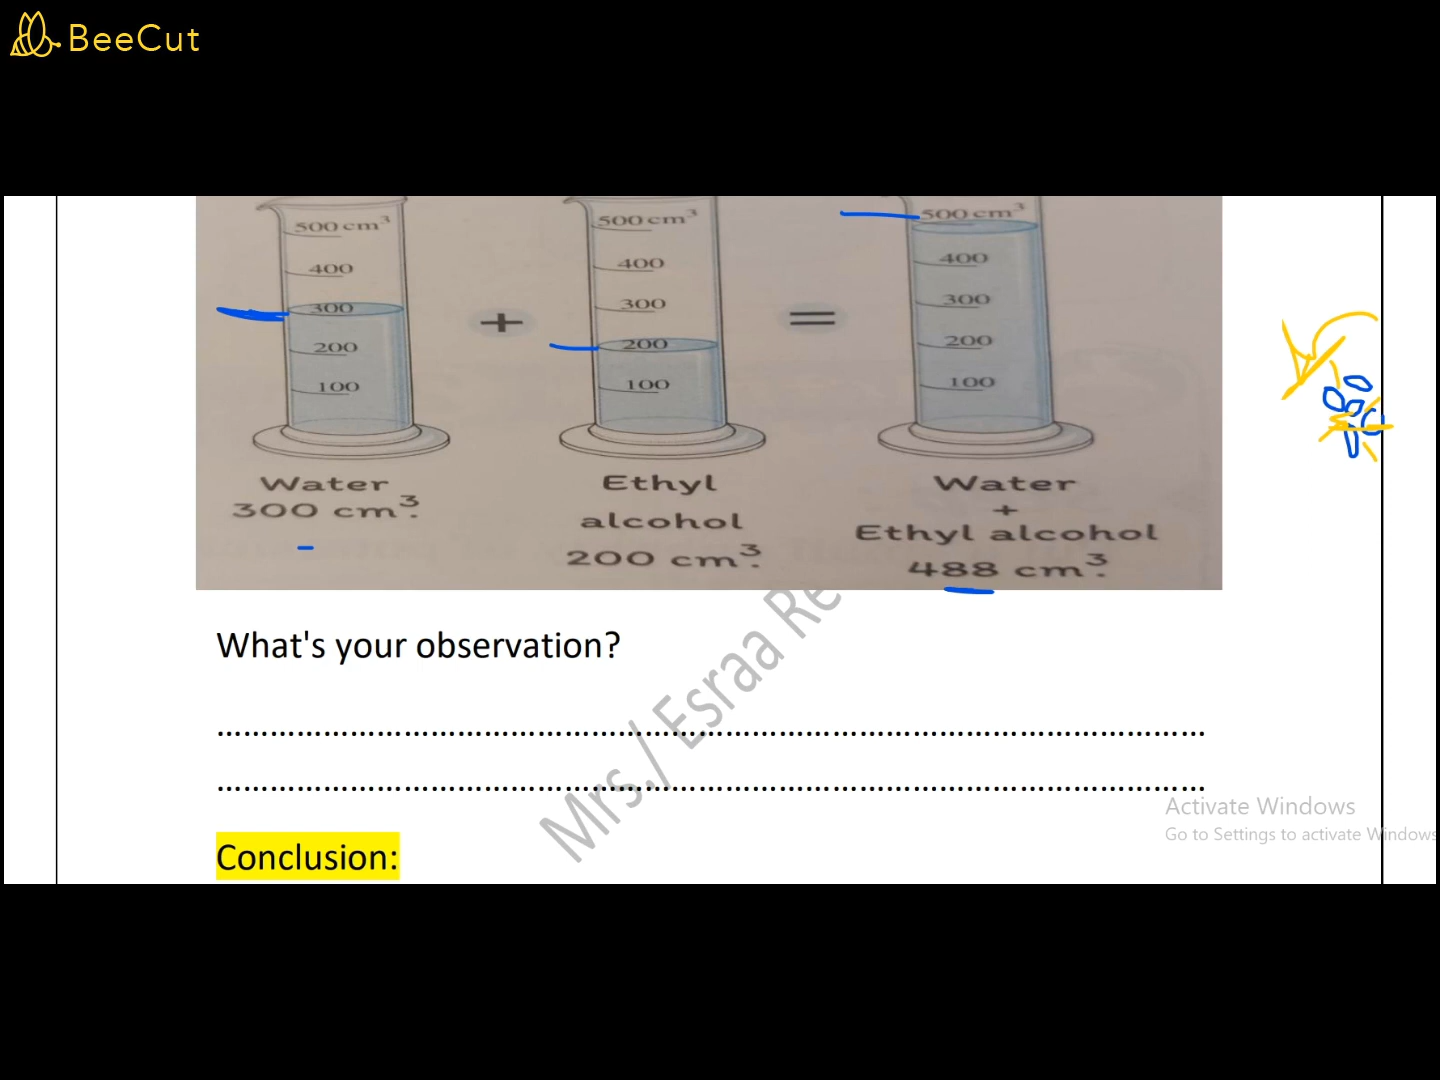 BeeCut
500 cm³
400
300
200
100
+
500 cm³
400
300
200
100
=
500 cm³
400
300
200
100
Water
300 cm³.
Ethyl
alcohol
200 cm³.
Water
+
Ethyl alcohol
488 cm³.
What's your observation?
Mrs./ Esraa Re
Conclusion:
Activate Windows
Go to Settings to activate Windows